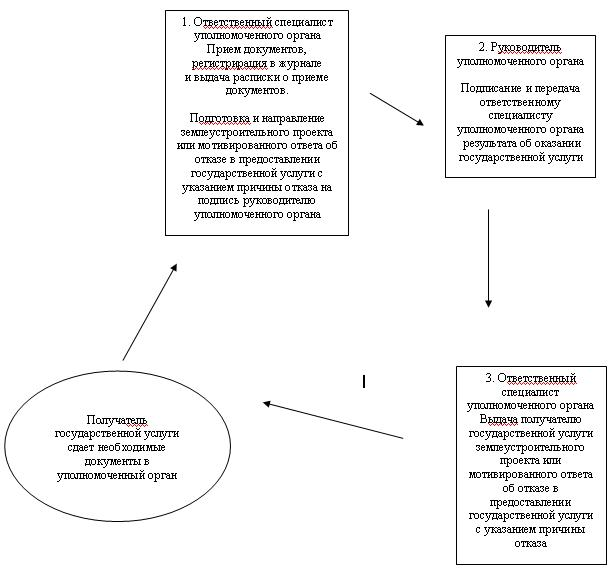 1. Ответственный специалист
уполномоченного органа
Прием документов,
регистрирация в журнале
и выдача расписки о приеме
документов.
Подготовка и направление
землеустроительного проекта
или мотивированного ответа об
отказе в предоставлении
государственной услуги с
указанием причины отказа на
подпись руководителю
уполномоченного органа
2. Руководитель
уполномоченного органа
Подписание и передача
ответственному
специалисту
уполномоченного органа
результата об оказании
государственной услуги
3. Ответственный
специалист
уполномоченного органа
Выдача получателю
государственной услуги
землеустроительного
проекта или
мотивированного ответа
об отказе в
предоставлении
государственной услуги
с указанием причины
отказа
Получатель
государственной услуги
сдает необходимые
документы в
уполномоченный орган